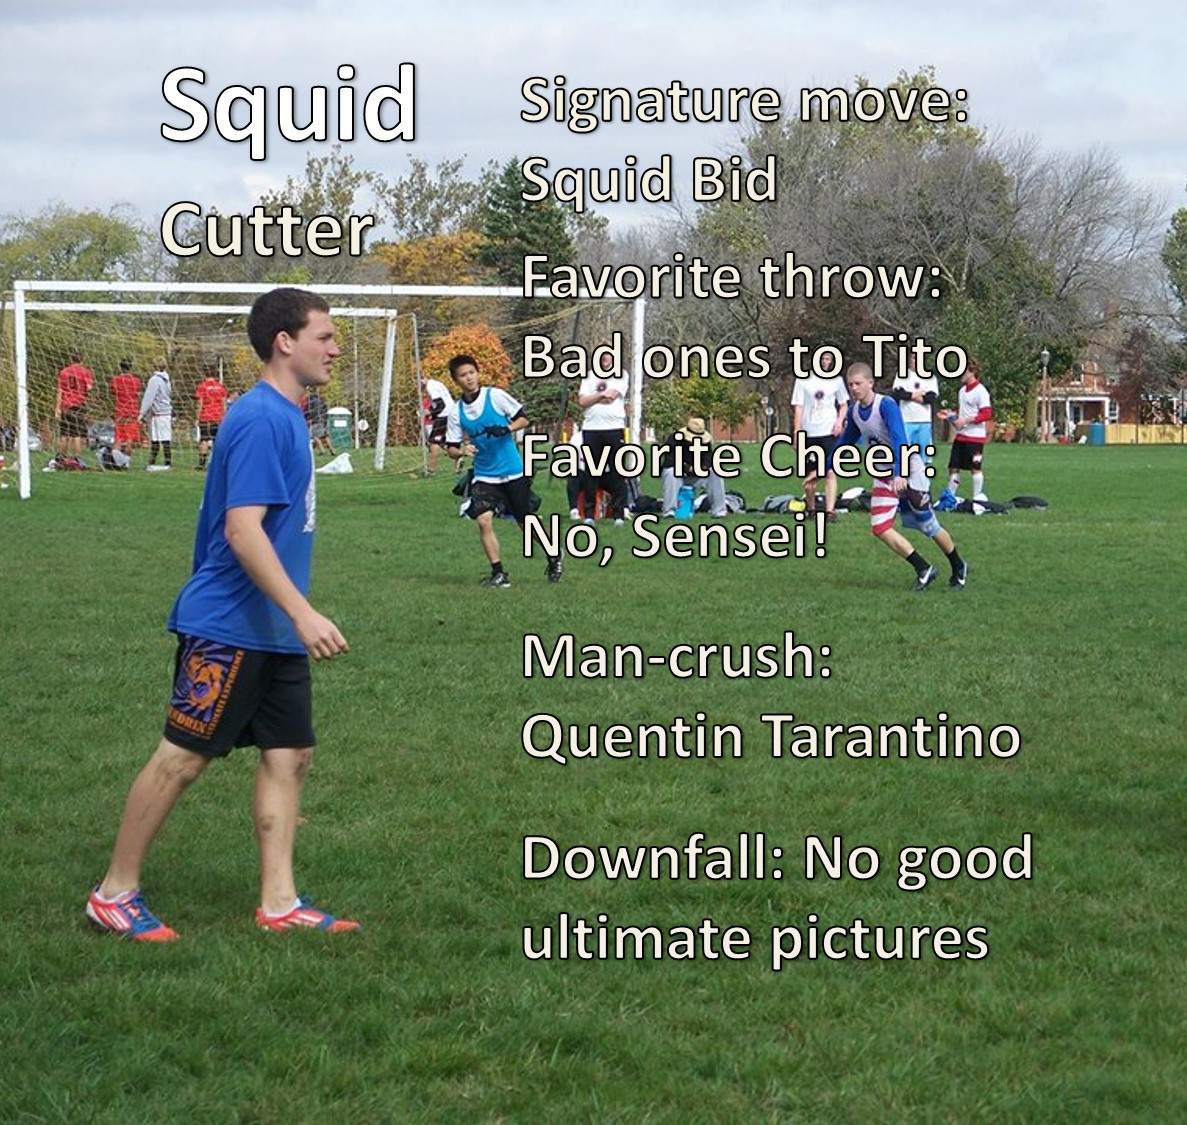 Squid
Cutter
Signature move:
Squid Bid
Favorite throw:
Bad ones to Tito
Favorite Cheer:
No, Sensei!
Man-crush:
Quentin Tarantino
Downfall: No good
ultimate pictures